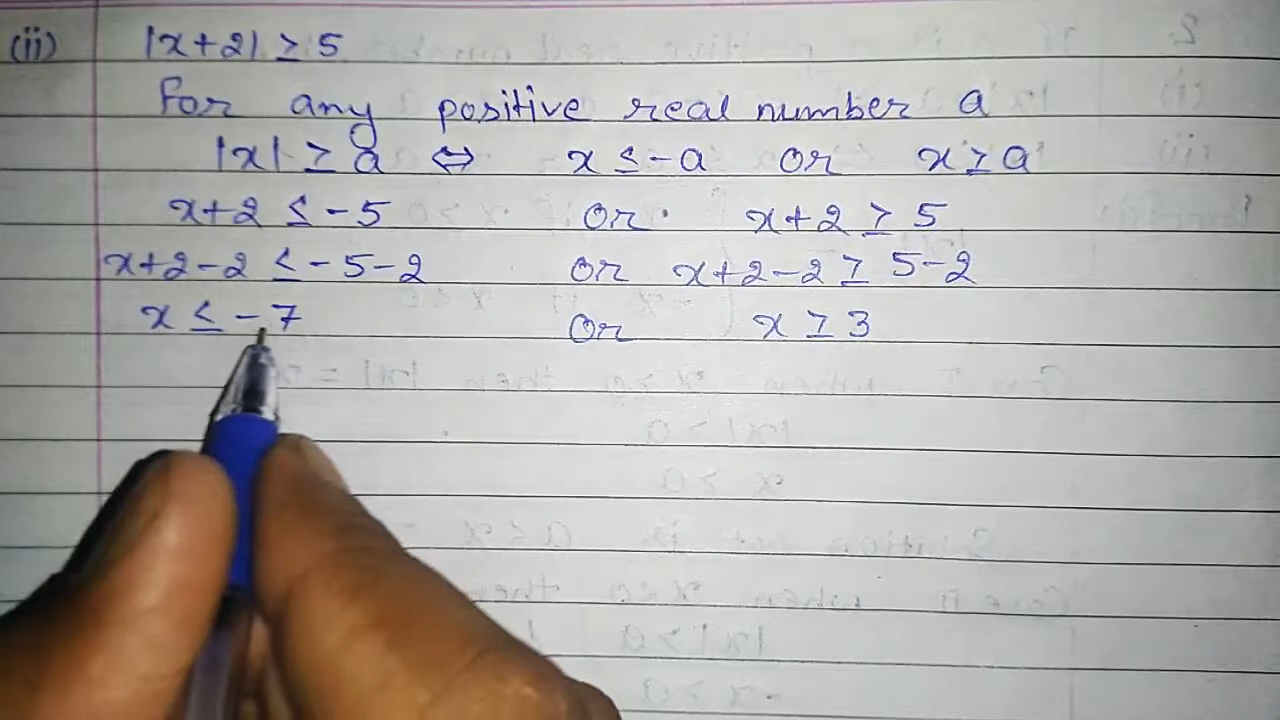 (ii) |x+2| ≥ 5
For any positive real number a
|x| ≥ a ⇔ x ≤ -a or x ≥ a
x+2 ≤ -5 or x+2 ≥ 5
x+2-2 ≤ -5-2 or x+2-2 ≥ 5-2
x ≤ -7 or x ≥ 3